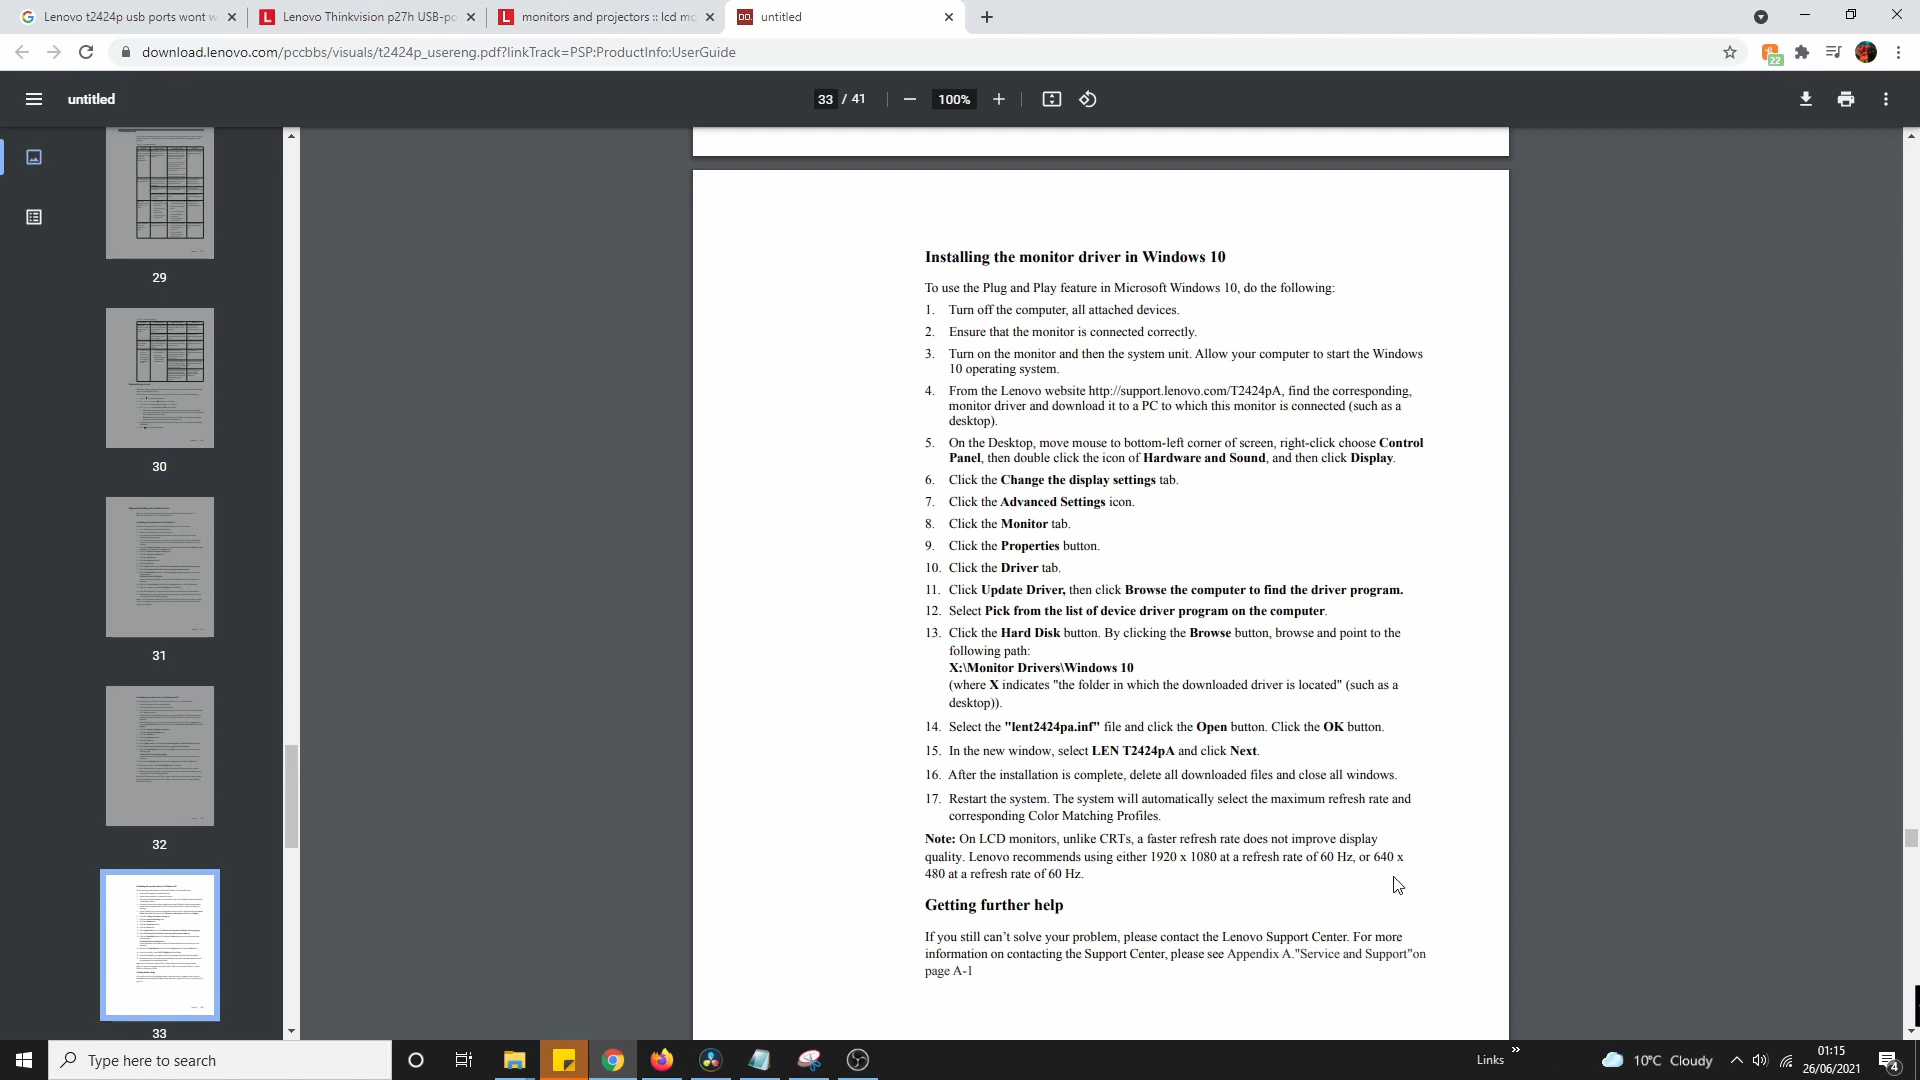 Lenovo t2424p usb ports wont w
Lenovo Thinkvision p27h USB-po
monitors and projectors :: lcd mo
untitled
download.lenovo.com/pccbbs/visuals/t2424p_usereng.pdf?linkTrack=PSP:ProductInfo:UserGuide
22
untitled
33 / 41
100%
29
30
31
32
33
Installing the monitor driver in Windows 10
To use the Plug and Play feature in Microsoft Windows 10, do the following:
1. Turn off the computer, all attached devices.
2. Ensure that the monitor is connected correctly.
3. Turn on the monitor and then the system unit. Allow your computer to start the Windows
10 operating system.
4. From the Lenovo website http://support.lenovo.com/T2424pA, find the corresponding,
monitor driver and download it to a PC to which this monitor is connected (such as a
desktop).
5. On the Desktop, move mouse to bottom-left corner of screen, right-click choose Control
Panel, then double click the icon of Hardware and Sound, and then click Display.
6. Click the Change the display settings tab.
7. Click the Advanced Settings icon.
8. Click the Monitor tab.
9. Click the Properties button.
10. Click the Driver tab.
11. Click Update Driver, then click Browse the computer to find the driver program.
12. Select Pick from the list of device driver program on the computer.
13. Click the Hard Disk button. By clicking the Browse button, browse and point to the
following path:
X:\Monitor Drivers\Windows 10
(where X indicates "the folder in which the downloaded driver is located" (such as a
desktop)).
14. Select the "lent2424pa.inf" file and click the Open button. Click the OK button.
15. In the new window, select LEN T2424pA and click Next.
16. After the installation is complete, delete all downloaded files and close all windows.
17. Restart the system. The system will automatically select the maximum refresh rate and
corresponding Color Matching Profiles.
Note: On LCD monitors, unlike CRTs, a faster refresh rate does not improve display
quality. Lenovo recommends using either 1920 x 1080 at a refresh rate of 60 Hz, or 640 x
480 at a refresh rate of 60 Hz.
Getting further help
If you still can't solve your problem, please contact the Lenovo Support Center. For more
information on contacting the Support Center, please see Appendix A."Service and Support"on
page A-1
Type here to search
Links
10°C Cloudy
01:15
26/06/2021
4